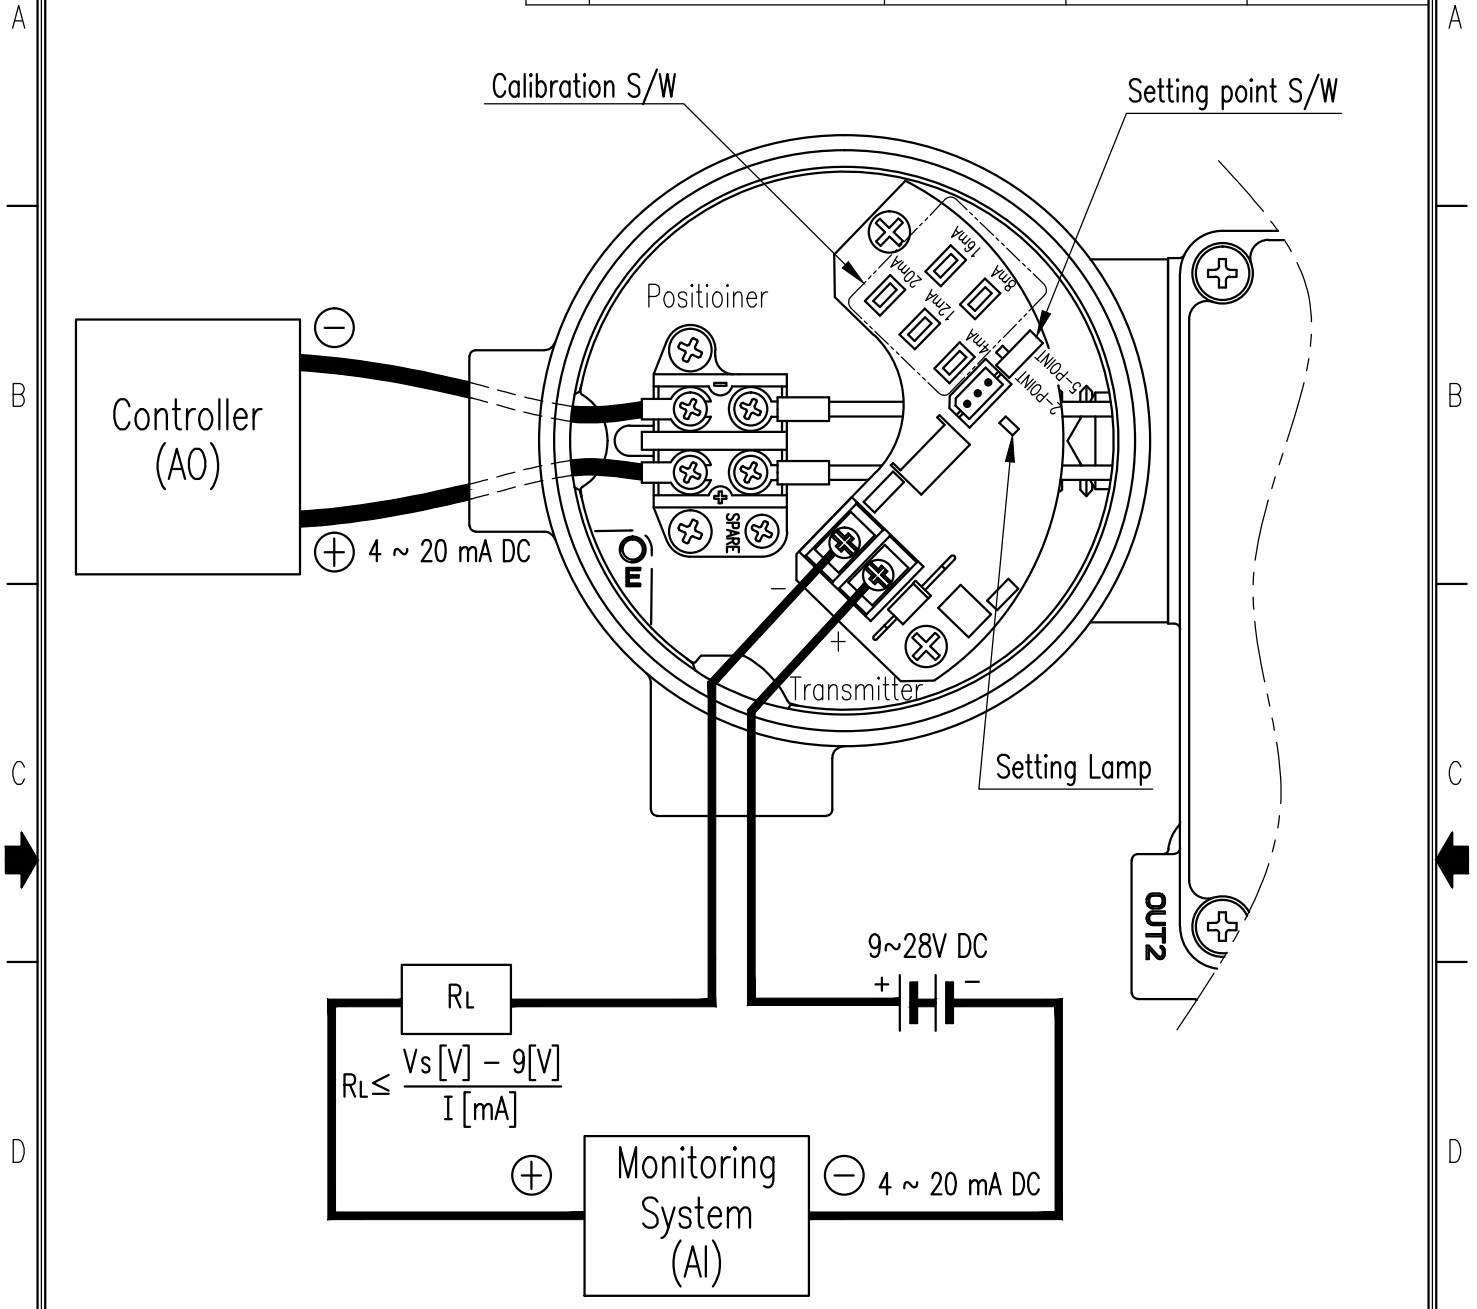 A
A
Calibration S/W
Setting point S/W
16mA
20mA
8mA
12mA
4mA
Positioiner
5-POINT
2-POINT
B
B
Controller
(AO)
−
−
+
SPARE
E
+ 4 ~ 20 mA DC
−
+
Transmitter
Setting Lamp
C
C
OUT2
9~28V DC
+ −
RL
RL≤ Vs[V] − 9[V]
I[mA]
D
D
Monitoring
System
(AI)
+
− 4 ~ 20 mA DC